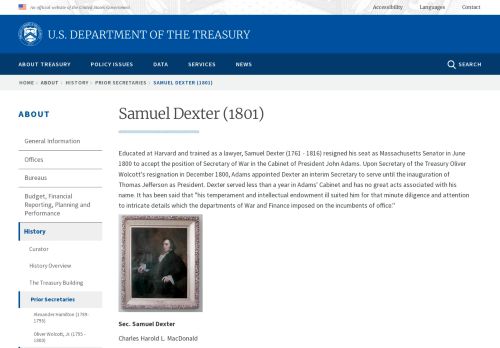 An official website of the United States Government
Accessibility Languages Contact
U.S. DEPARTMENT OF THE TREASURY
ABOUT TREASURY POLICY ISSUES DATA SERVICES NEWS SEARCH
HOME › ABOUT › HISTORY › PRIOR SECRETARIES › SAMUEL DEXTER (1801)
ABOUT
General Information
Offices
Bureaus
Budget, Financial
Reporting, Planning and
Performance
History
Curator
History Overview
The Treasury Building
Prior Secretaries
Alexander Hamilton (1789 -
1795)
Oliver Wolcott, Jr. (1795 -
1800)
Samuel Dexter (1801)
Educated at Harvard and trained as a lawyer, Samuel Dexter (1761 - 1816) resigned his seat as Massachusetts Senator in June
1800 to accept the position of Secretary of War in the Cabinet of President John Adams. Upon Secretary of the Treasury Oliver
Wolcott's resignation in December 1800, Adams appointed Dexter an interim Secretary to serve until the inauguration of
Thomas Jefferson as President. Dexter served less than a year in Adams' Cabinet and has no great acts associated with his
name. It has been said that "his temperament and intellectual endowment ill suited him for that minute diligence and attention
to intricate details which the departments of War and Finance imposed on the incumbents of office."
Sec. Samuel Dexter
Charles Harold L. MacDonald